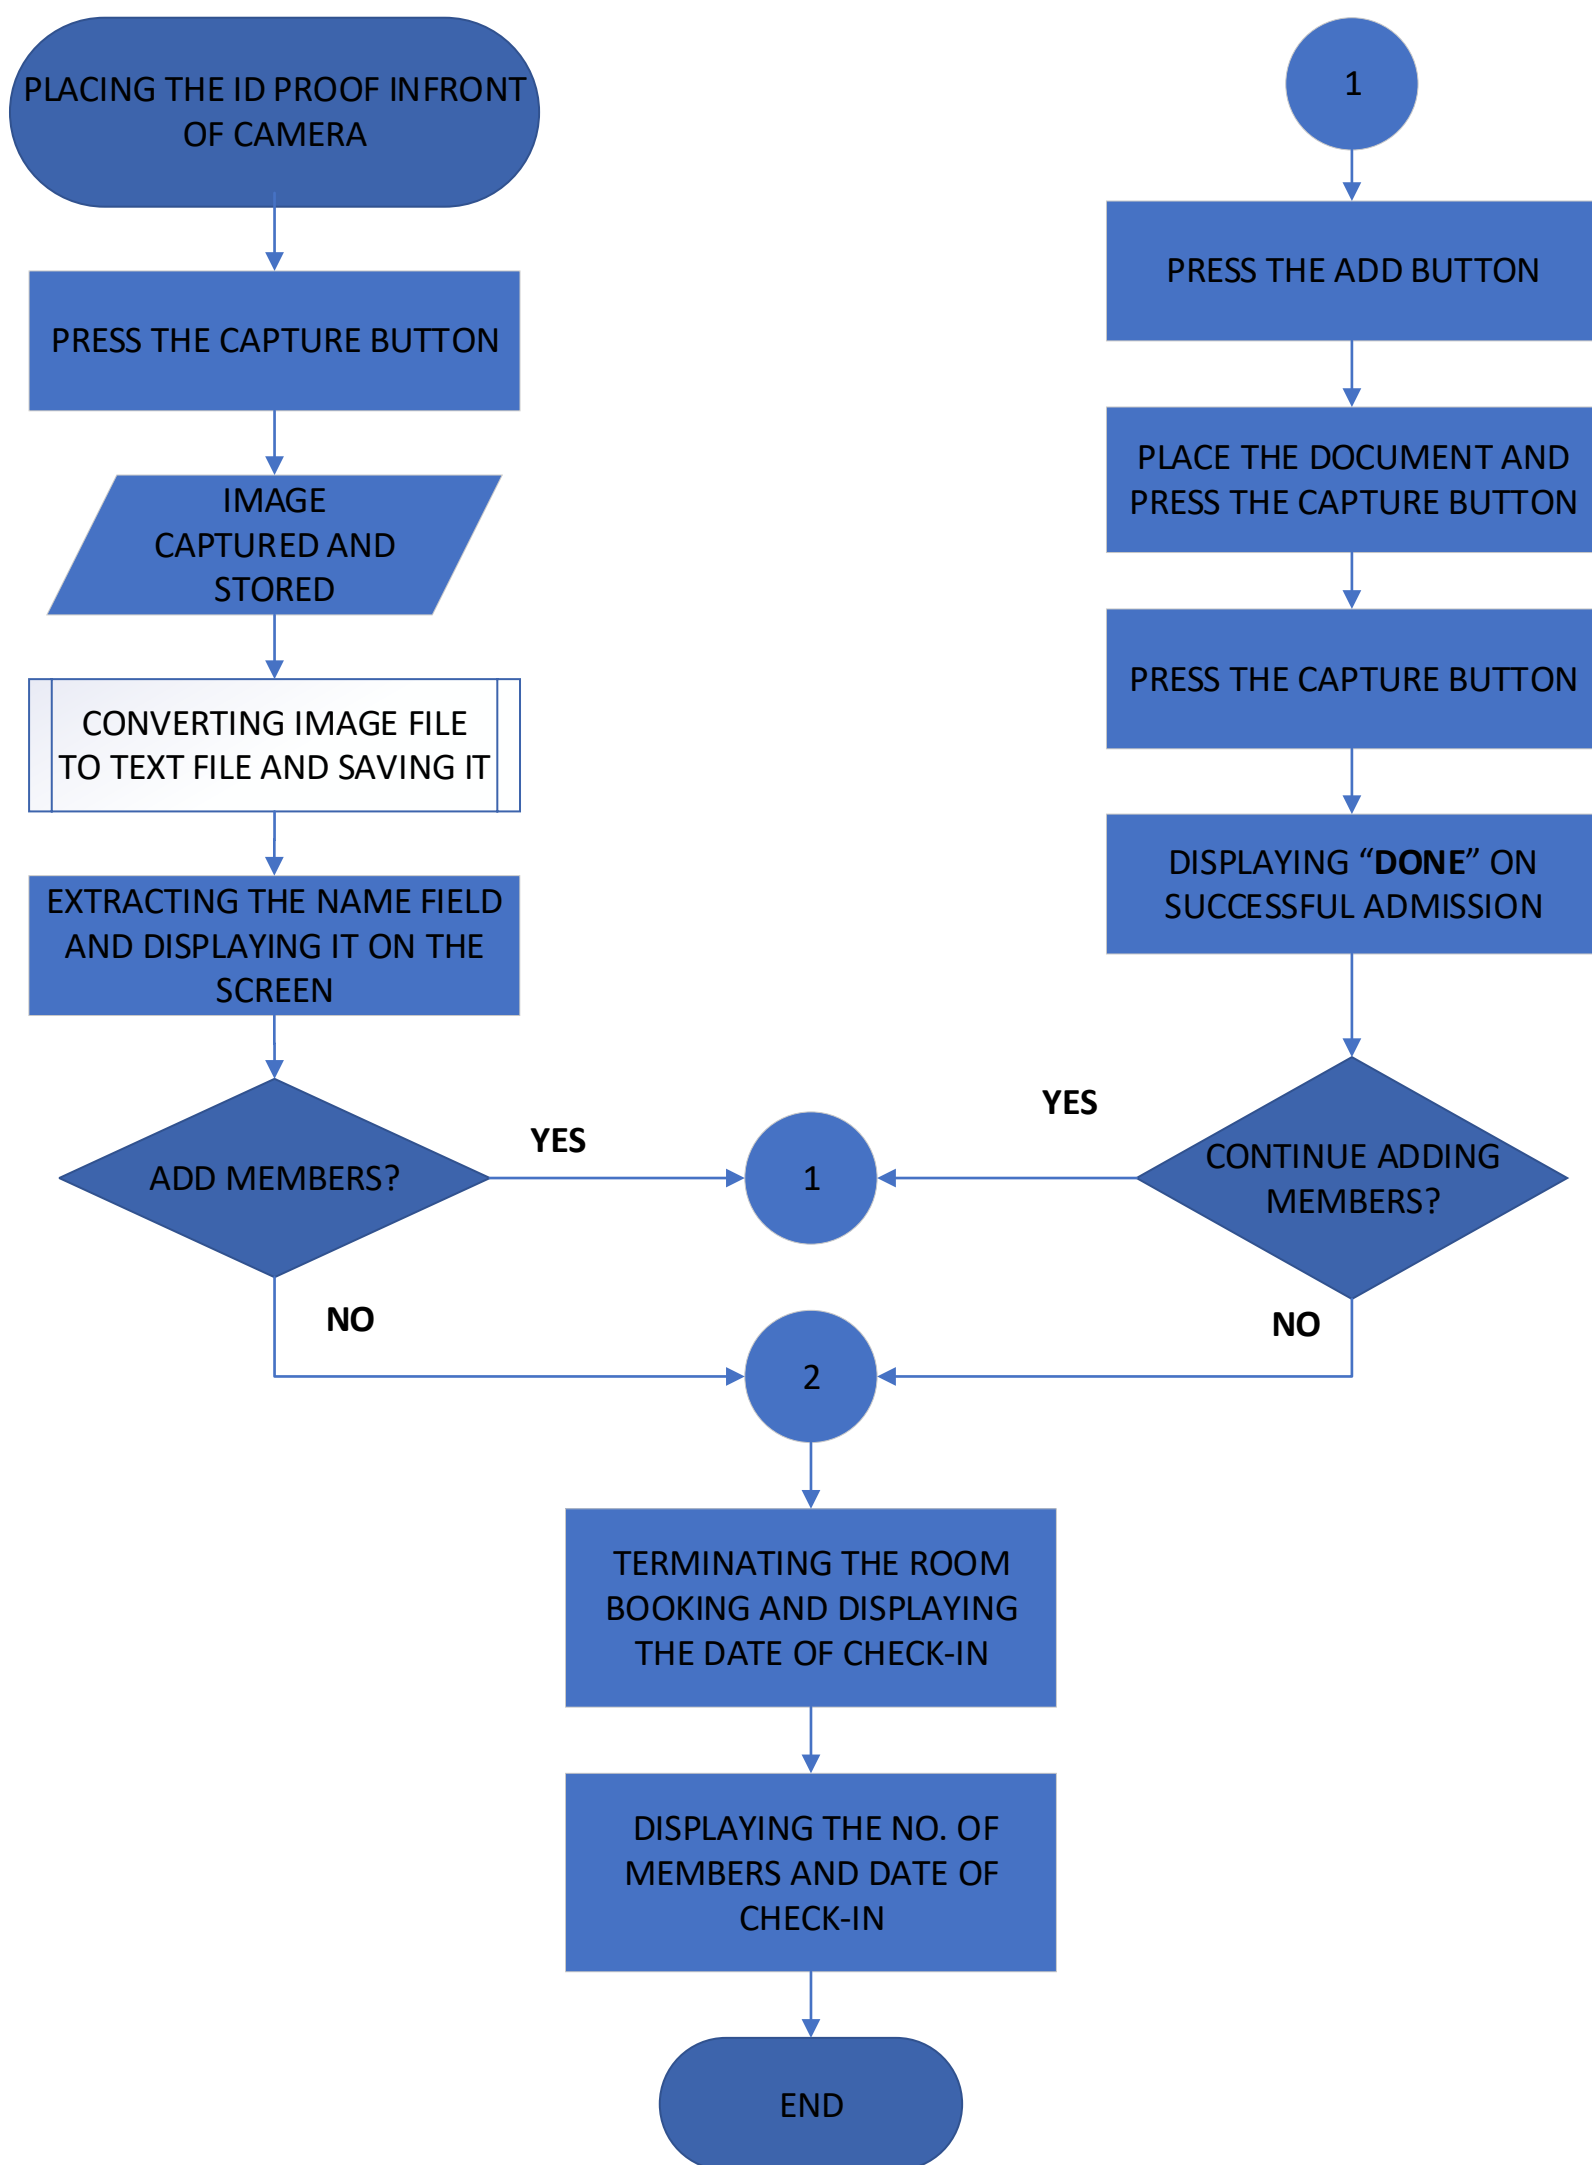 PLACING THE ID PROOF INFRONT
OF CAMERA
PRESS THE CAPTURE BUTTON
IMAGE
CAPTURED AND
STORED
CONVERTING IMAGE FILE
TO TEXT FILE AND SAVING IT
EXTRACTING THE NAME FIELD
AND DISPLAYING IT ON THE
SCREEN
ADD MEMBERS?
YES
NO
1
PRESS THE ADD BUTTON
PLACE THE DOCUMENT AND
PRESS THE CAPTURE BUTTON
PRESS THE CAPTURE BUTTON
DISPLAYING “DONE” ON
SUCCESSFUL ADMISSION
CONTINUE ADDING
MEMBERS?
YES
NO
1
2
TERMINATING THE ROOM
BOOKING AND DISPLAYING
THE DATE OF CHECK-IN
DISPLAYING THE NO. OF
MEMBERS AND DATE OF
CHECK-IN
END